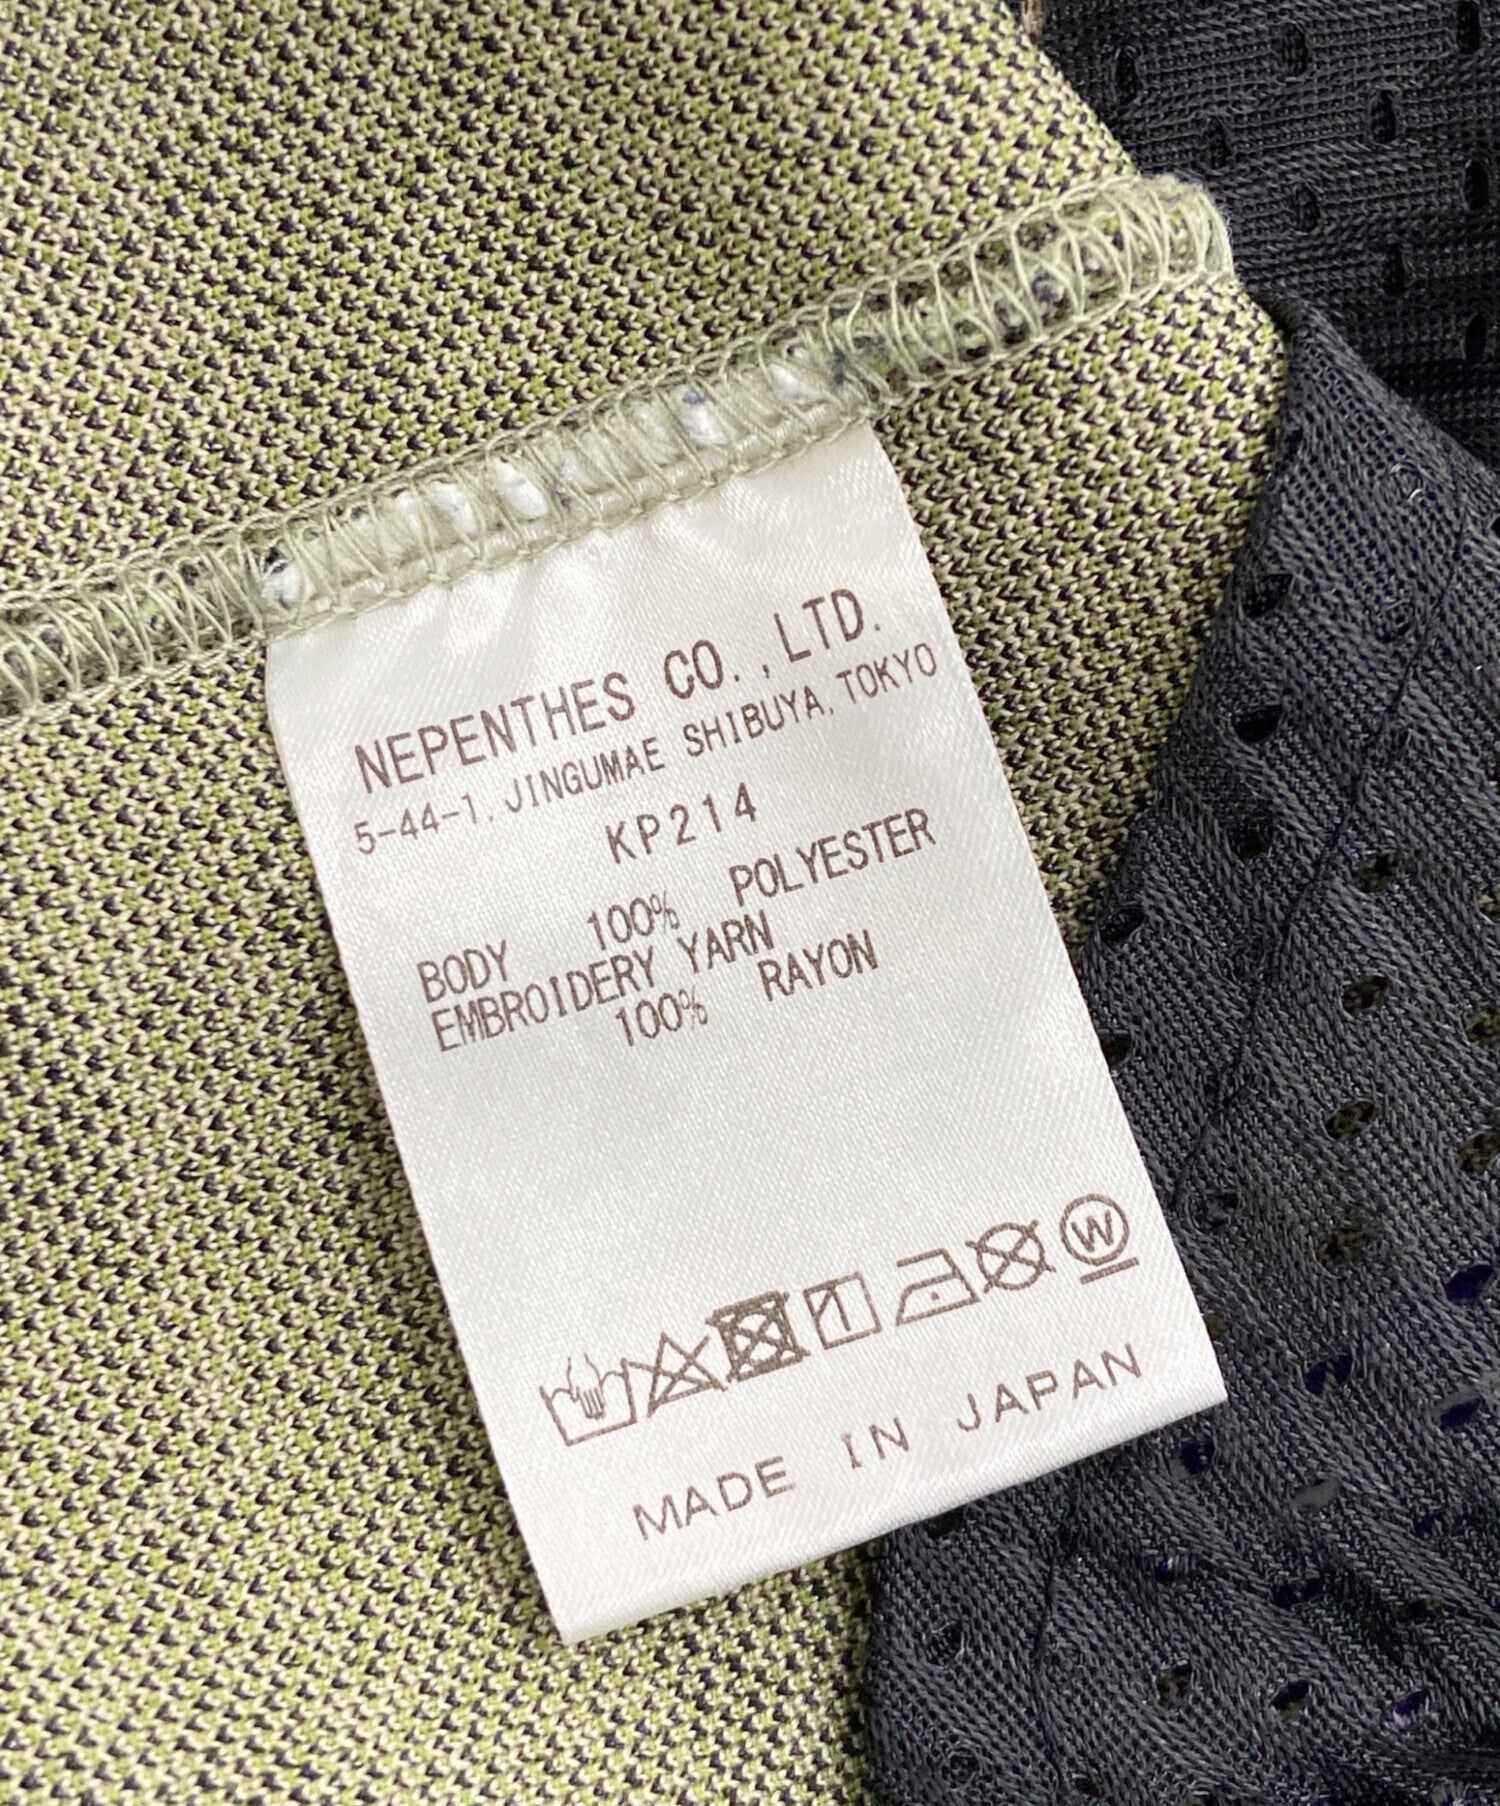 NEPENTHES CO.,LTD.
5-44-1, JINGUMAE SHIBUYA, TOKYO
KP214
BODY 100% POLYESTER
EMBROIDERY YARN
100% RAYON
W
MADE IN JAPAN